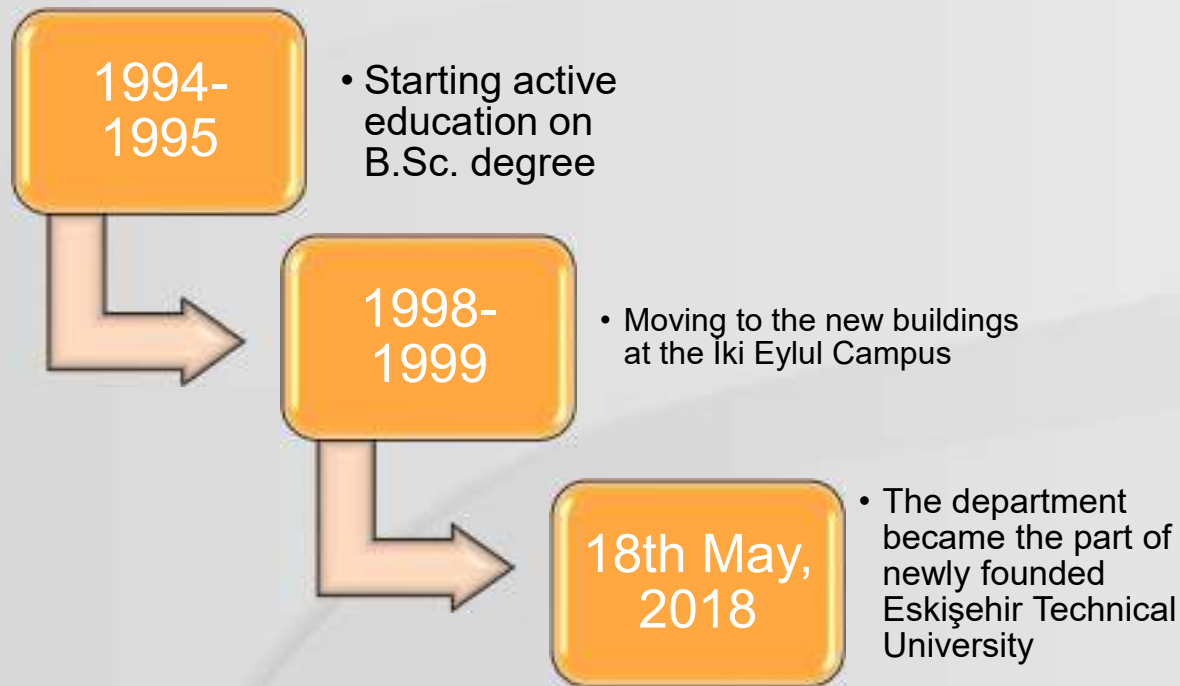 1994-
1995
• Starting active
education on
B.Sc. degree
1998-
1999
• Moving to the new buildings
at the İki Eylul Campus
18th May,
2018
• The department
became the part of
newly founded
Eskişehir Technical
University